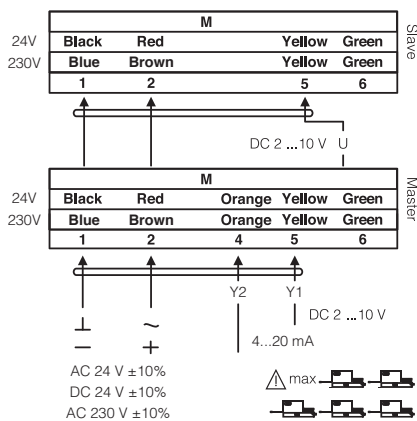 M
24V Black Red Yellow Green
230V Blue Brown Yellow Green
1 2 5 6
Slave
DC 2 ...10 V U
M
24V Black Red Orange Yellow Green
230V Blue Brown Orange Yellow Green
1 2 4 5 6
Master
Y2 Y1
⊥ ~
DC 2 ...10 V
− +
4...20 mA
AC 24 V ±10%
DC 24 V ±10%
AC 230 V ±10%
max